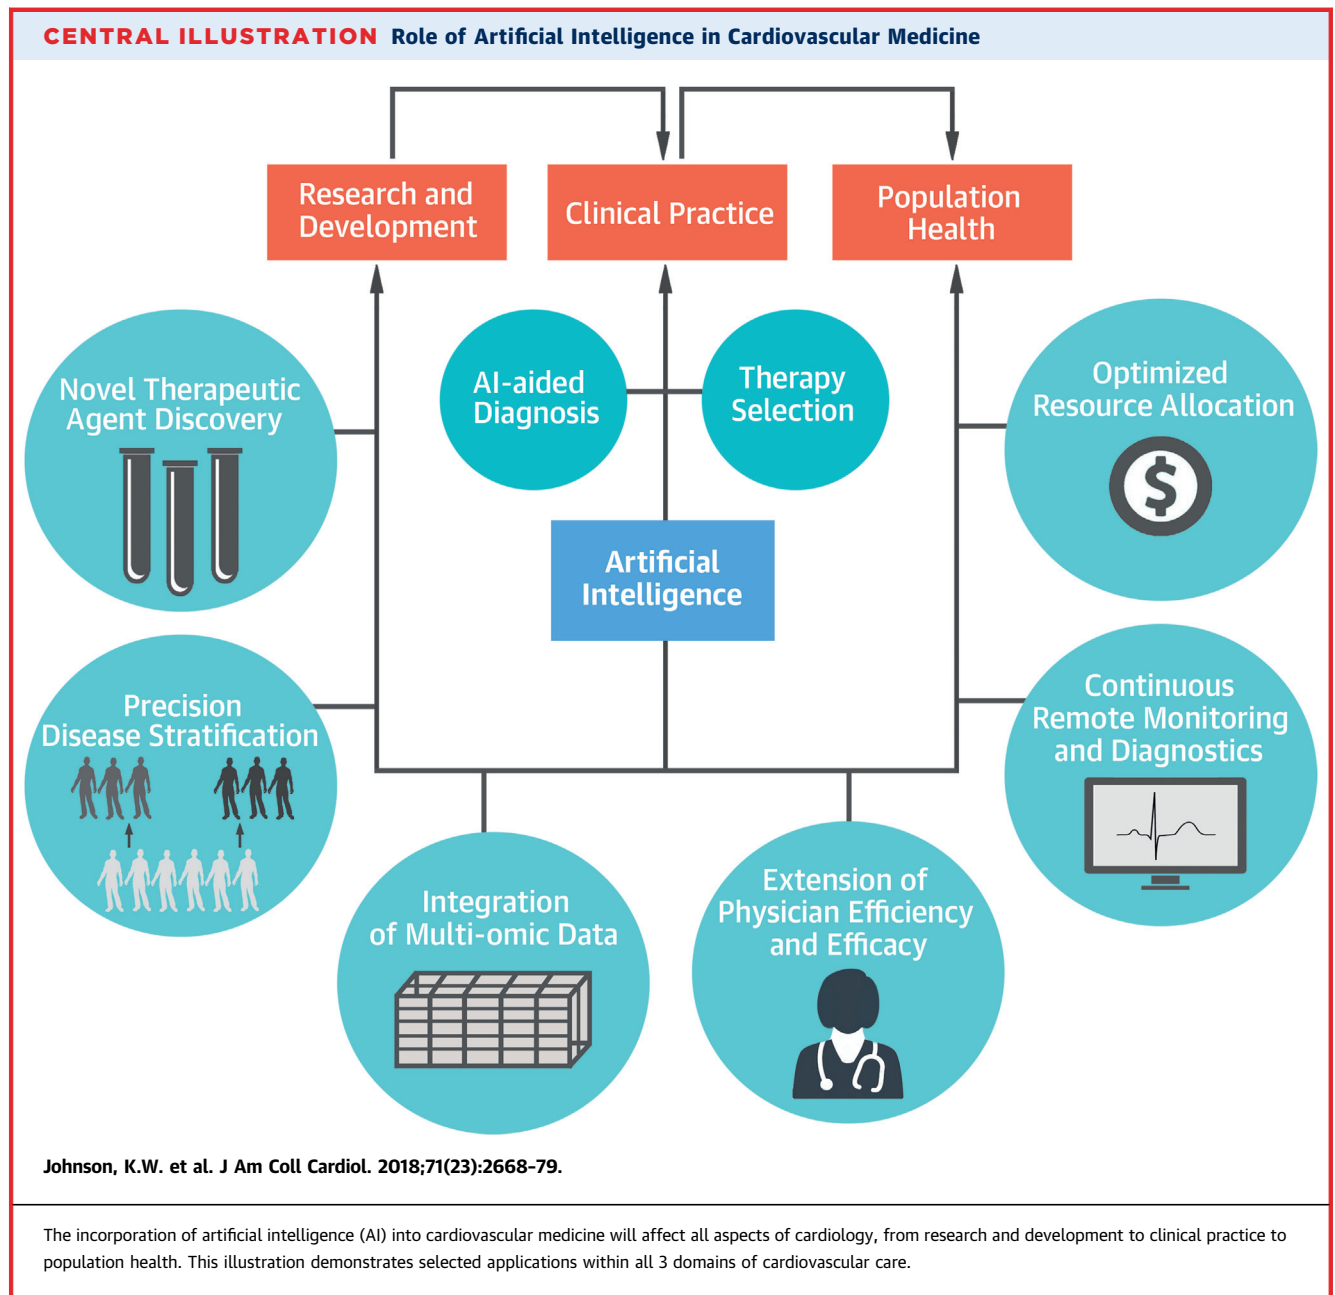 CENTRAL ILLUSTRATION Role of Artificial Intelligence in Cardiovascular Medicine
Research and
Development
Clinical Practice
Population
Health
Novel Therapeutic
Agent Discovery
AI-aided
Diagnosis
Therapy
Selection
Optimized
Resource Allocation
$
Artificial
Intelligence
Precision
Disease Stratification
Continuous
Remote Monitoring
and Diagnostics
Integration
of Multi-omic Data
Extension of
Physician Efficiency
and Efficacy
Johnson, K.W. et al. J Am Coll Cardiol. 2018;71(23):2668–79.
The incorporation of artificial intelligence (AI) into cardiovascular medicine will affect all aspects of cardiology, from research and development to clinical practice to
population health. This illustration demonstrates selected applications within all 3 domains of cardiovascular care.